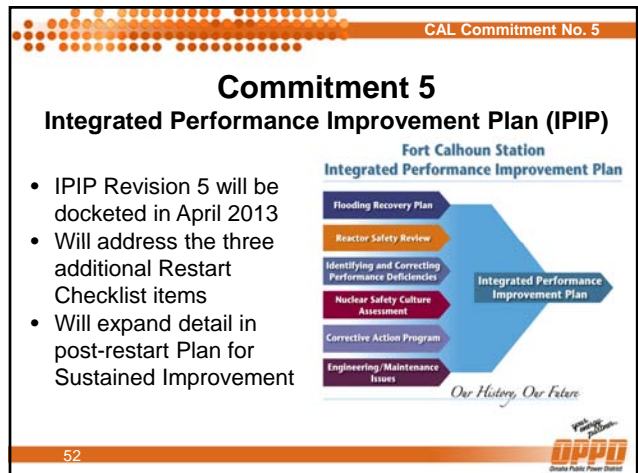 CAL Commitment No. 5
Commitment 5
Integrated Performance Improvement Plan (IPIP)
• IPIP Revision 5 will be
docketed in April 2013
• Will address the three
additional Restart
Checklist items
• Will expand detail in
post-restart Plan for
Sustained Improvement
Fort Calhoun Station
Integrated Performance Improvement Plan
Flooding Recovery Plan
Reactor Safety Review
Identifying and Correcting
Performance Deficiencies
Nuclear Safety Culture
Assessment
Corrective Action Program
Engineering/Maintenance
Issues
Integrated Performance
Improvement Plan
Our History, Our Future
52
your
energy
partner
OPPD
Omaha Public Power District